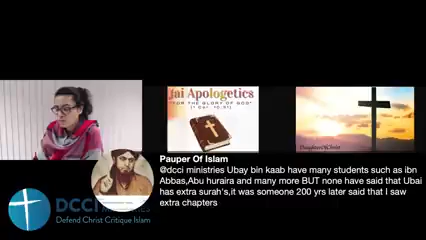 Jai Apologetics
"FOR THE GLORY OF GOD"
(1 Cor. 10:31)
DaughterOfChrist
Pauper Of Islam
@dcci ministries Ubay bin kaab have many students such as ibn
Abbas,Abu huraira and many more BUT none have said that Ubai
has extra surah's,it was someone 200 yrs later said that I saw
extra chapters
DCCI
Defend Christ Critique Islam